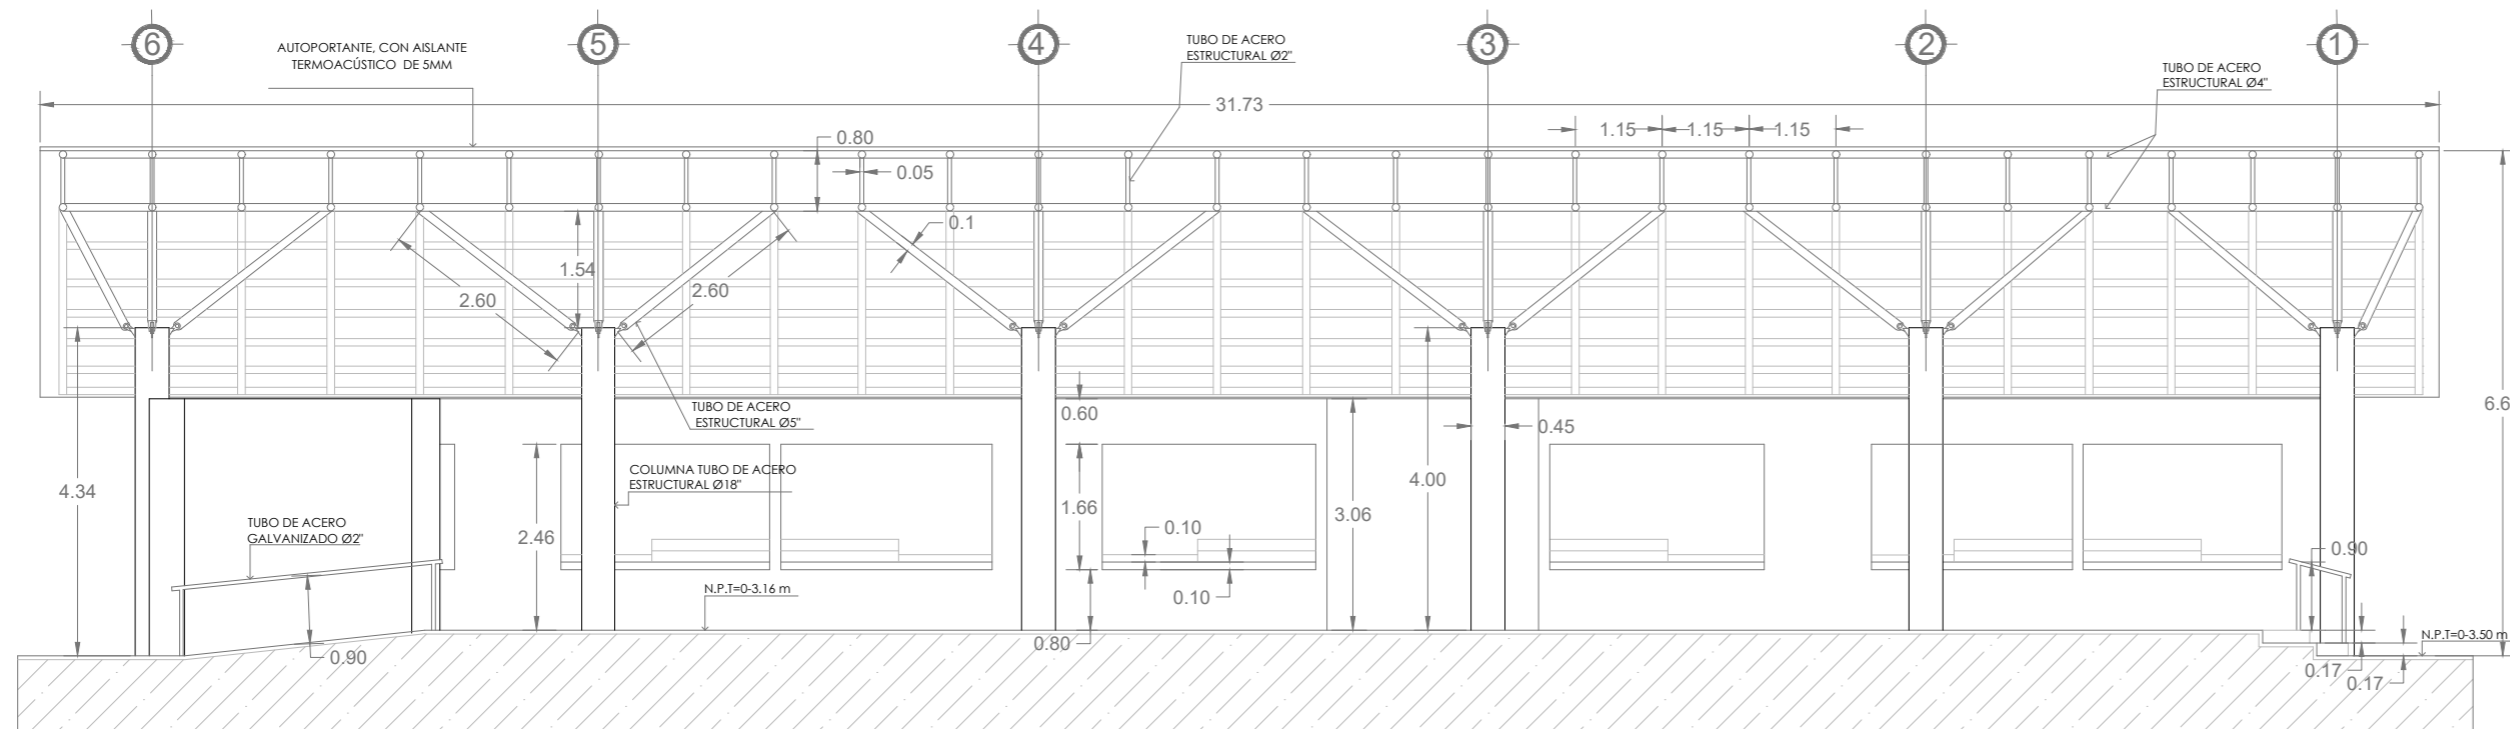 6
5
4
3
2
1
AUTOPORTANTE, CON AISLANTE
TERMOACÚSTICO DE 5MM
TUBO DE ACERO
ESTRUCTURAL Ø2"
TUBO DE ACERO
ESTRUCTURAL Ø4"
31.73
0.80
1.15
1.15
1.15
0.05
0.1
1.54
2.60
2.60
TUBO DE ACERO
ESTRUCTURAL Ø5"
0.60
6.6
0.45
COLUMNA TUBO DE ACERO
ESTRUCTURAL Ø18"
4.34
4.00
1.66
3.06
2.46
TUBO DE ACERO
GALVANIZADO Ø2"
0.10
0.90
N.P.T=0-3.16 m
0.10
N.P.T=0-3.50 m
0.80
0.90
0.17
0.17